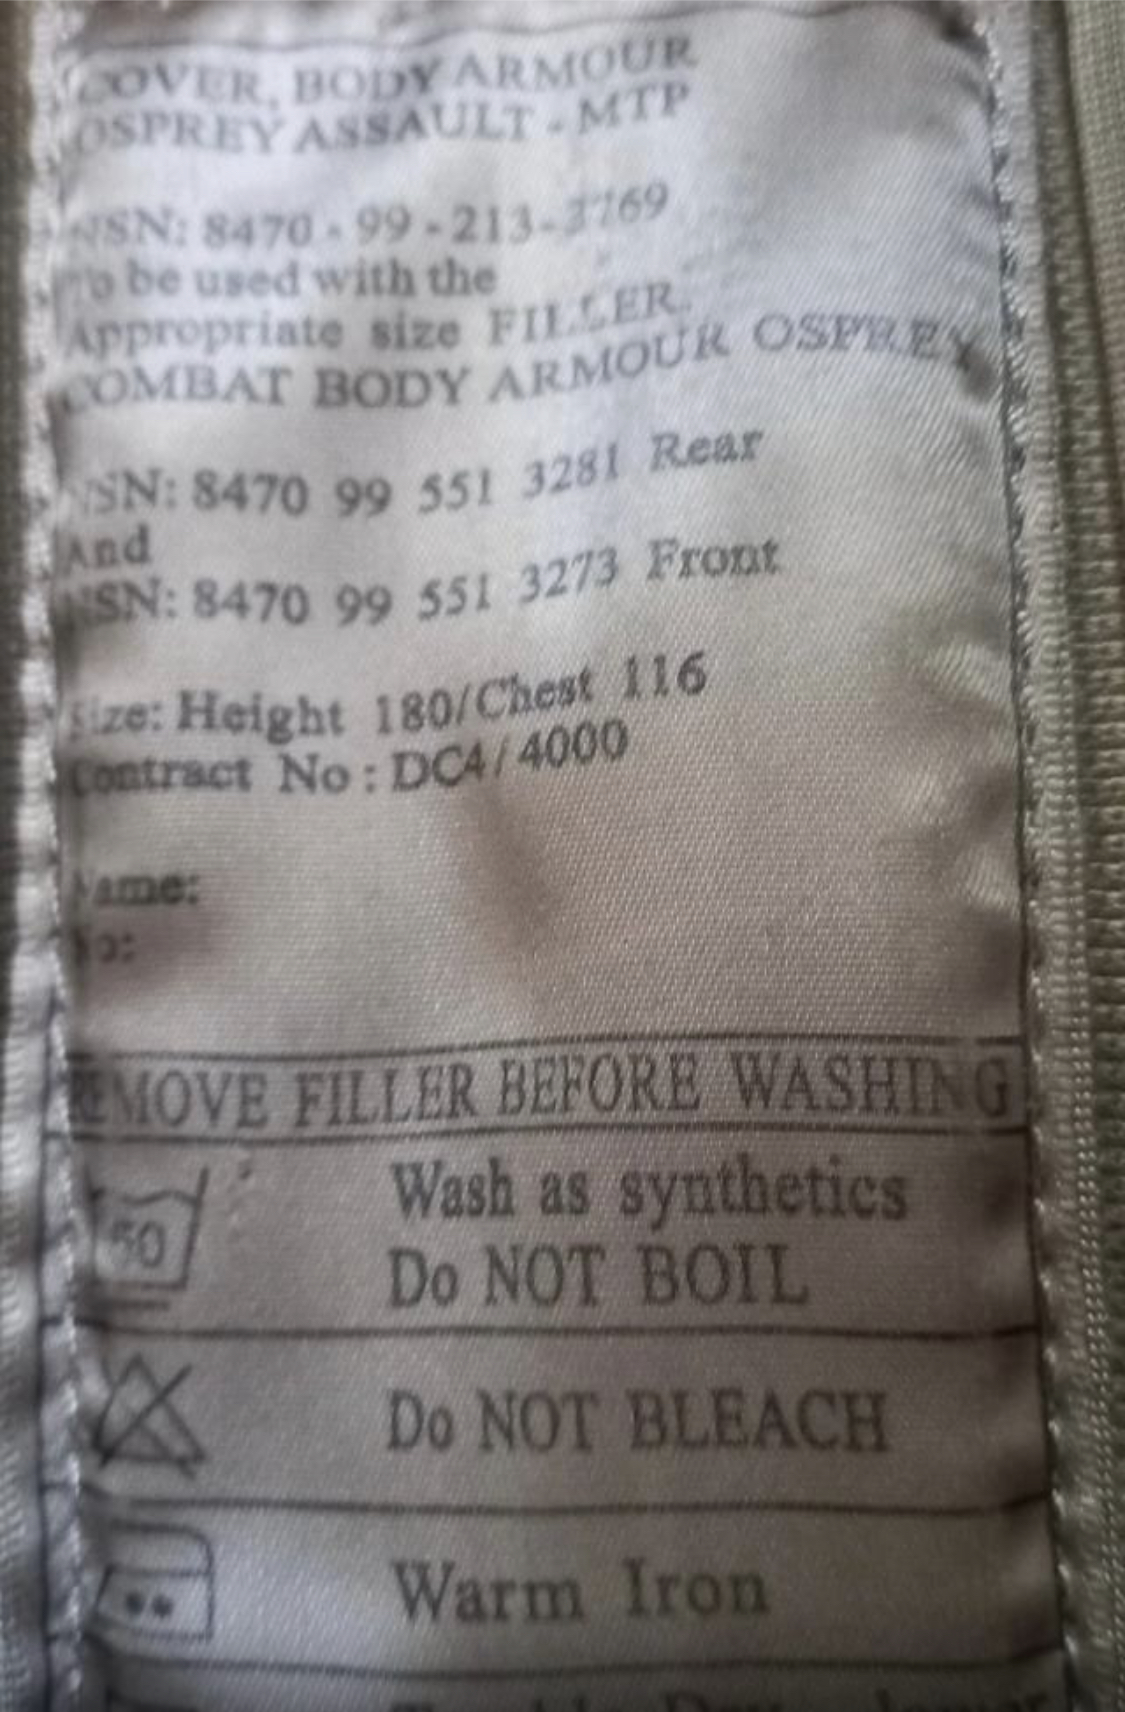 COVER, BODY ARMOUR
OSPREY ASSAULT - MTP
NSN: 8470 - 99 - 213 - 3769
To be used with the
Appropriate size FILLER,
COMBAT BODY ARMOUR OSPREY
NSN: 8470 99 551 3281 Rear
And
NSN: 8470 99 551 3273 Front
Size: Height 180/Chest 116
Contract No : DC4/4000
Name:
No:
REMOVE FILLER BEFORE WASHING
50
Wash as synthetics
Do NOT BOIL
Do NOT BLEACH
Warm Iron